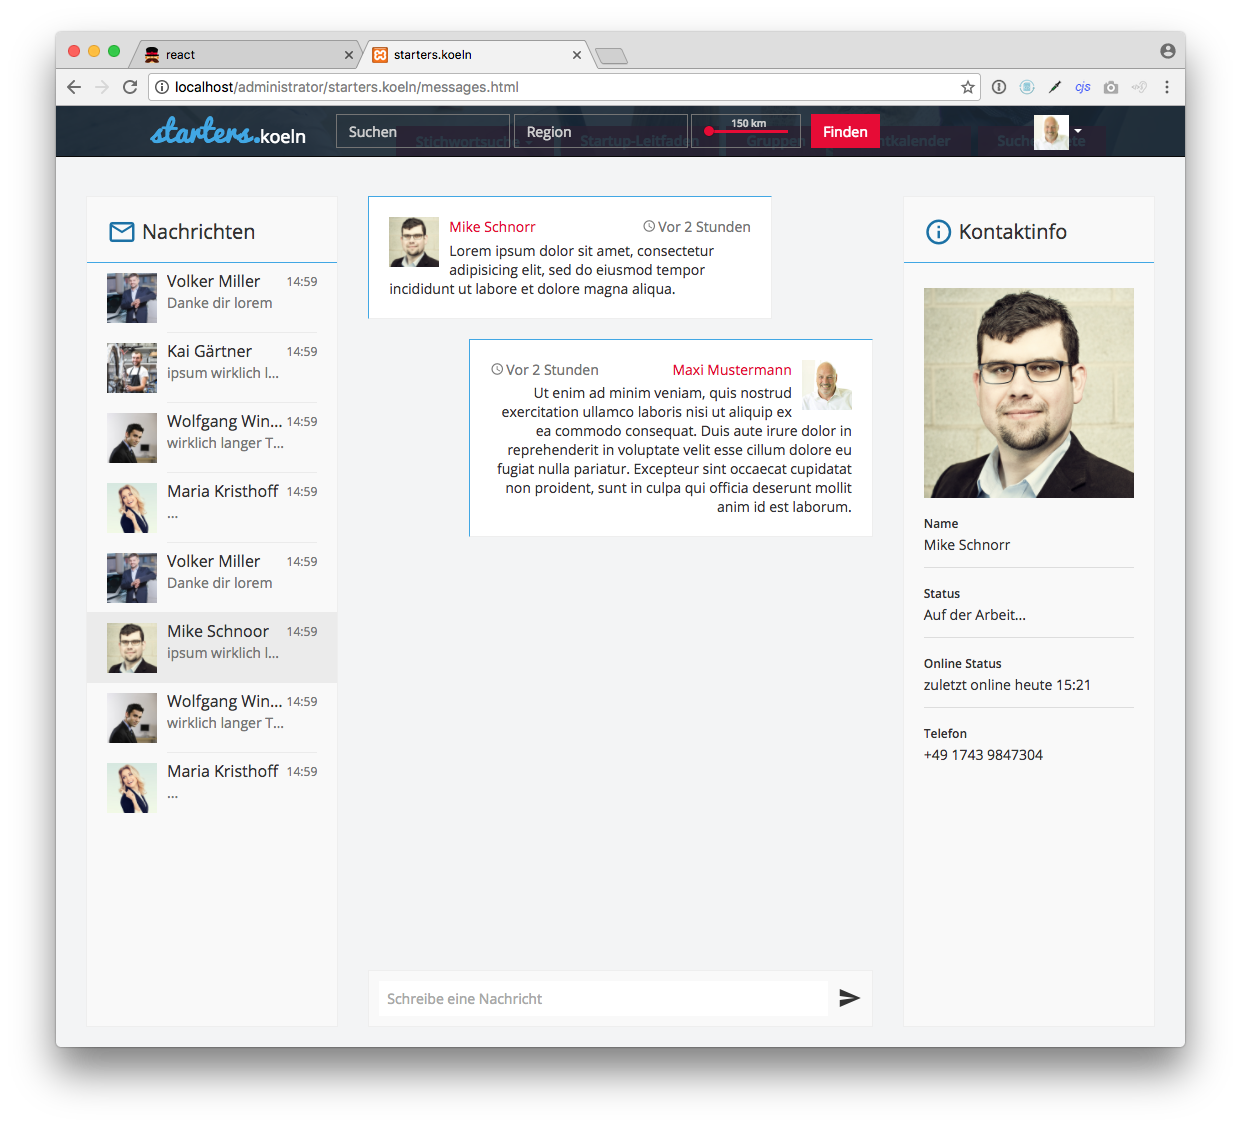 react
starters.koeln
localhost/administrator/starters.koeln/messages.html
cjs
starters.koeln
Suchen
Region
150 km
Finden
Stichwortsuche
Startup-Leitfaden
Gruppen
Nachrichten
Volker Miller 14:59
Danke dir lorem
Kai Gärtner 14:59
ipsum wirklich l...
Wolfgang Win... 14:59
wirklich langer T...
Maria Kristhoff 14:59
...
Volker Miller 14:59
Danke dir lorem
Mike Schnoor 14:59
ipsum wirklich l...
Wolfgang Win... 14:59
wirklich langer T...
Maria Kristhoff 14:59
...
Mike Schnorr Vor 2 Stunden
Lorem ipsum dolor sit amet, consectetur
adipisicing elit, sed do eiusmod tempor
incididunt ut labore et dolore magna aliqua.
Vor 2 Stunden Maxi Mustermann
Ut enim ad minim veniam, quis nostrud
exercitation ullamco laboris nisi ut aliquip ex
ea commodo consequat. Duis aute irure dolor in
reprehenderit in voluptate velit esse cillum dolore eu
fugiat nulla pariatur. Excepteur sint occaecat cupidatat
non proident, sunt in culpa qui officia deserunt mollit
anim id est laborum.
Schreibe eine Nachricht
Kontaktinfo
Name
Mike Schnorr
Status
Auf der Arbeit...
Online Status
zuletzt online heute 15:21
Telefon
+49 1743 9847304